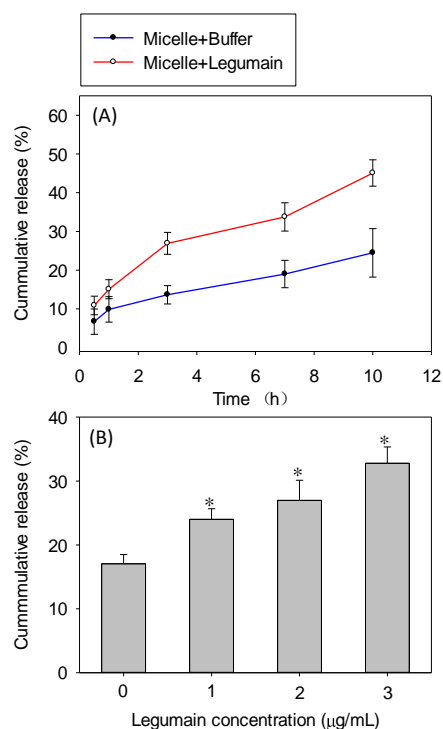 Micelle+Buffer
Micelle+Legumain
(A)
Cummulative release (%)
60
50
40
30
20
10
0
0 2 4 6 8 10 12
Time （h）
(B)
Cummmulative release (%)
40
30
20
10
0
* * *
0 1 2 3
Legumain concentration (μg/mL)